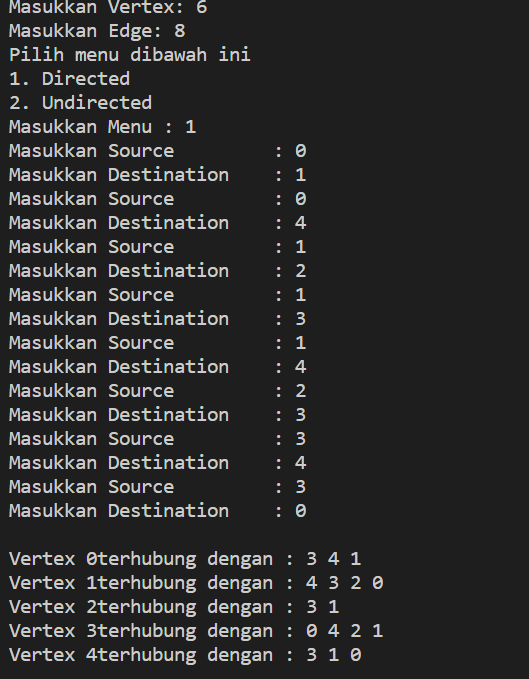 Masukkan Vertex: 6
Masukkan Edge: 8
Pilih menu dibawah ini
1. Directed
2. Undirected
Masukkan Menu : 1
Masukkan Source : 0
Masukkan Destination : 1
Masukkan Source : 0
Masukkan Destination : 4
Masukkan Source : 1
Masukkan Destination : 2
Masukkan Source : 1
Masukkan Destination : 3
Masukkan Source : 1
Masukkan Destination : 4
Masukkan Source : 2
Masukkan Destination : 3
Masukkan Source : 3
Masukkan Destination : 4
Masukkan Source : 3
Masukkan Destination : 0
Vertex 0terhubung dengan : 3 4 1
Vertex 1terhubung dengan : 4 3 2 0
Vertex 2terhubung dengan : 3 1
Vertex 3terhubung dengan : 0 4 2 1
Vertex 4terhubung dengan : 3 1 0